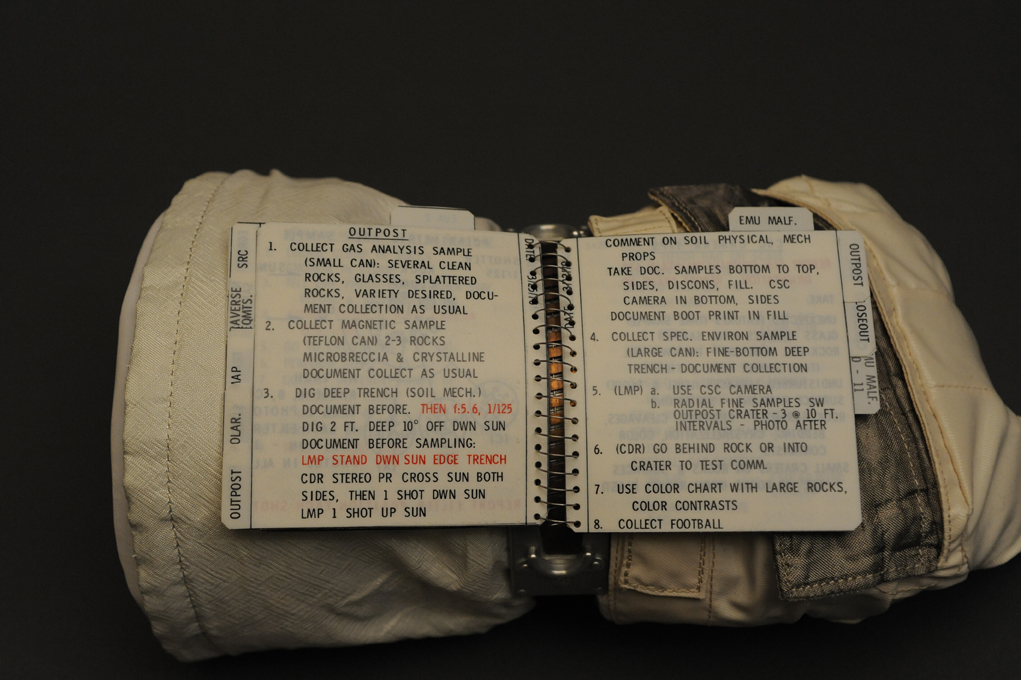 OUTPOST
1. COLLECT GAS ANALYSIS SAMPLE
(SMALL CAN): SEVERAL CLEAN
ROCKS, GLASSES, SPLATTERED
ROCKS, VARIETY DESIRED, DOCU-
MENT COLLECTION AS USUAL
2. COLLECT MAGNETIC SAMPLE
(TEFLON CAN) 2-3 ROCKS
MICROBRECCIA & CRYSTALLINE
DOCUMENT COLLECT AS USUAL
3. DIG DEEP TRENCH (SOIL MECH.)
DOCUMENT BEFORE. THEN f:5.6, 1/125
DIG 2 FT. DEEP 10° OFF DWN SUN
DOCUMENT BEFORE SAMPLING:
LMP STAND DWN SUN EDGE TRENCH
CDR STEREO PR CROSS SUN BOTH
SIDES, THEN 1 SHOT DWN SUN
LMP 1 SHOT UP SUN
SRC
OLAR.
OUTPOST
EMU MALF.
COMMENT ON SOIL PHYSICAL, MECH
PROPS
TAKE DOC. SAMPLES BOTTOM TO TOP,
SIDES, DISCONS, FILL. CSC
CAMERA IN BOTTOM, SIDES
DOCUMENT BOOT PRINT IN FILL
4. COLLECT SPEC. ENVIRON SAMPLE
(LARGE CAN): FINE-BOTTOM DEEP
TRENCH - DOCUMENT COLLECTION
5. (LMP) a. USE CSC CAMERA
b. RADIAL FINE SAMPLES SW
OUTPOST CRATER - 3 @ 10 FT.
INTERVALS - PHOTO AFTER
6. (CDR) GO BEHIND ROCK OR INTO
CRATER TO TEST COMM.
7. USE COLOR CHART WITH LARGE ROCKS,
COLOR CONTRASTS
8. COLLECT FOOTBALL
OUTPOST
LOSEOUT
MALF.
D - 11